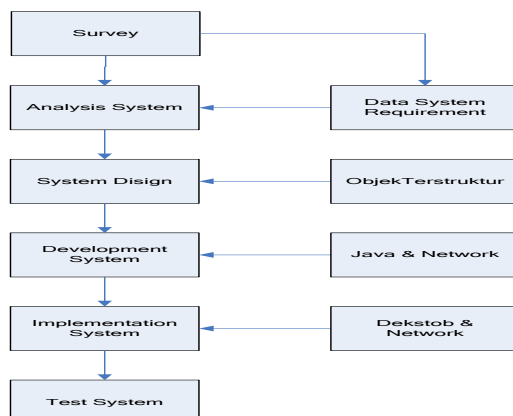 Survey
Analysis System
Data System
Requirement
System Disign
ObjekTerstruktur
Development
System
Java & Network
Implementation
System
Dekstob &
Network
Test System